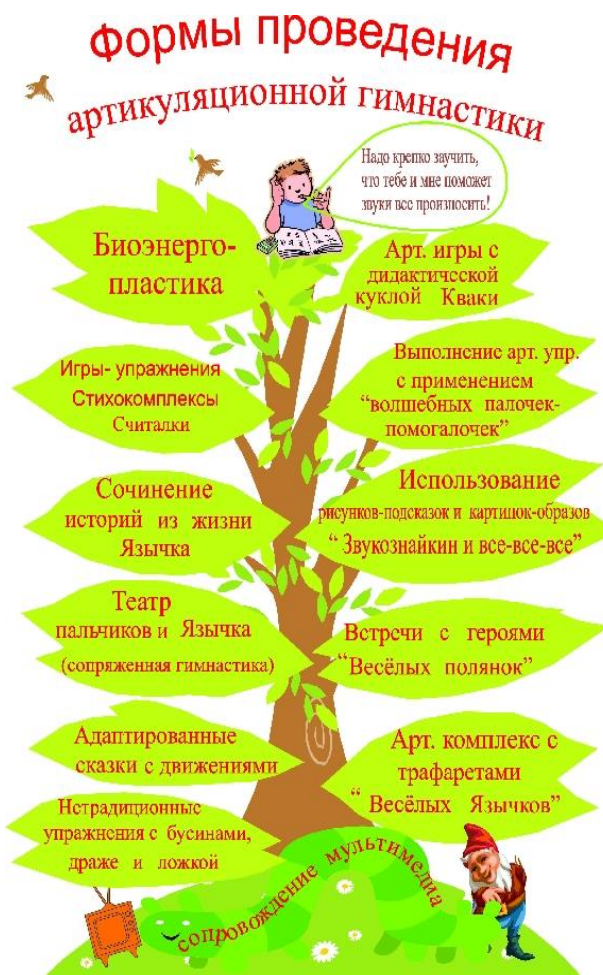 Формы проведения
артикуляционной гимнастики
Надо крепко заучить,
что тебе и мне поможет
звуки все произносить!
Биоэнерго-
пластика
Арт. игры с
дидактической
куклой Кваки
Игры- упражнения
Стихокомплексы
Считалки
Выполнение арт. упр.
с применением
“волшебных палочек-
помогалочек”
Сочинение
историй из жизни
Язычка
Использование
рисунков-подсказок и картинок-образов
“ Звукознайкин и все-все-все”
Театр
пальчиков и Язычка
(сопряженная гимнастика)
Встречи с героями
“Весёлых полянок”
Адаптированные
сказки с движениями
Арт. комплекс с
трафаретами
“ Весёлых Язычков”
Нетрадиционные
упражнения с бусинами,
драже и ложкой
сопровождение мультимедиа